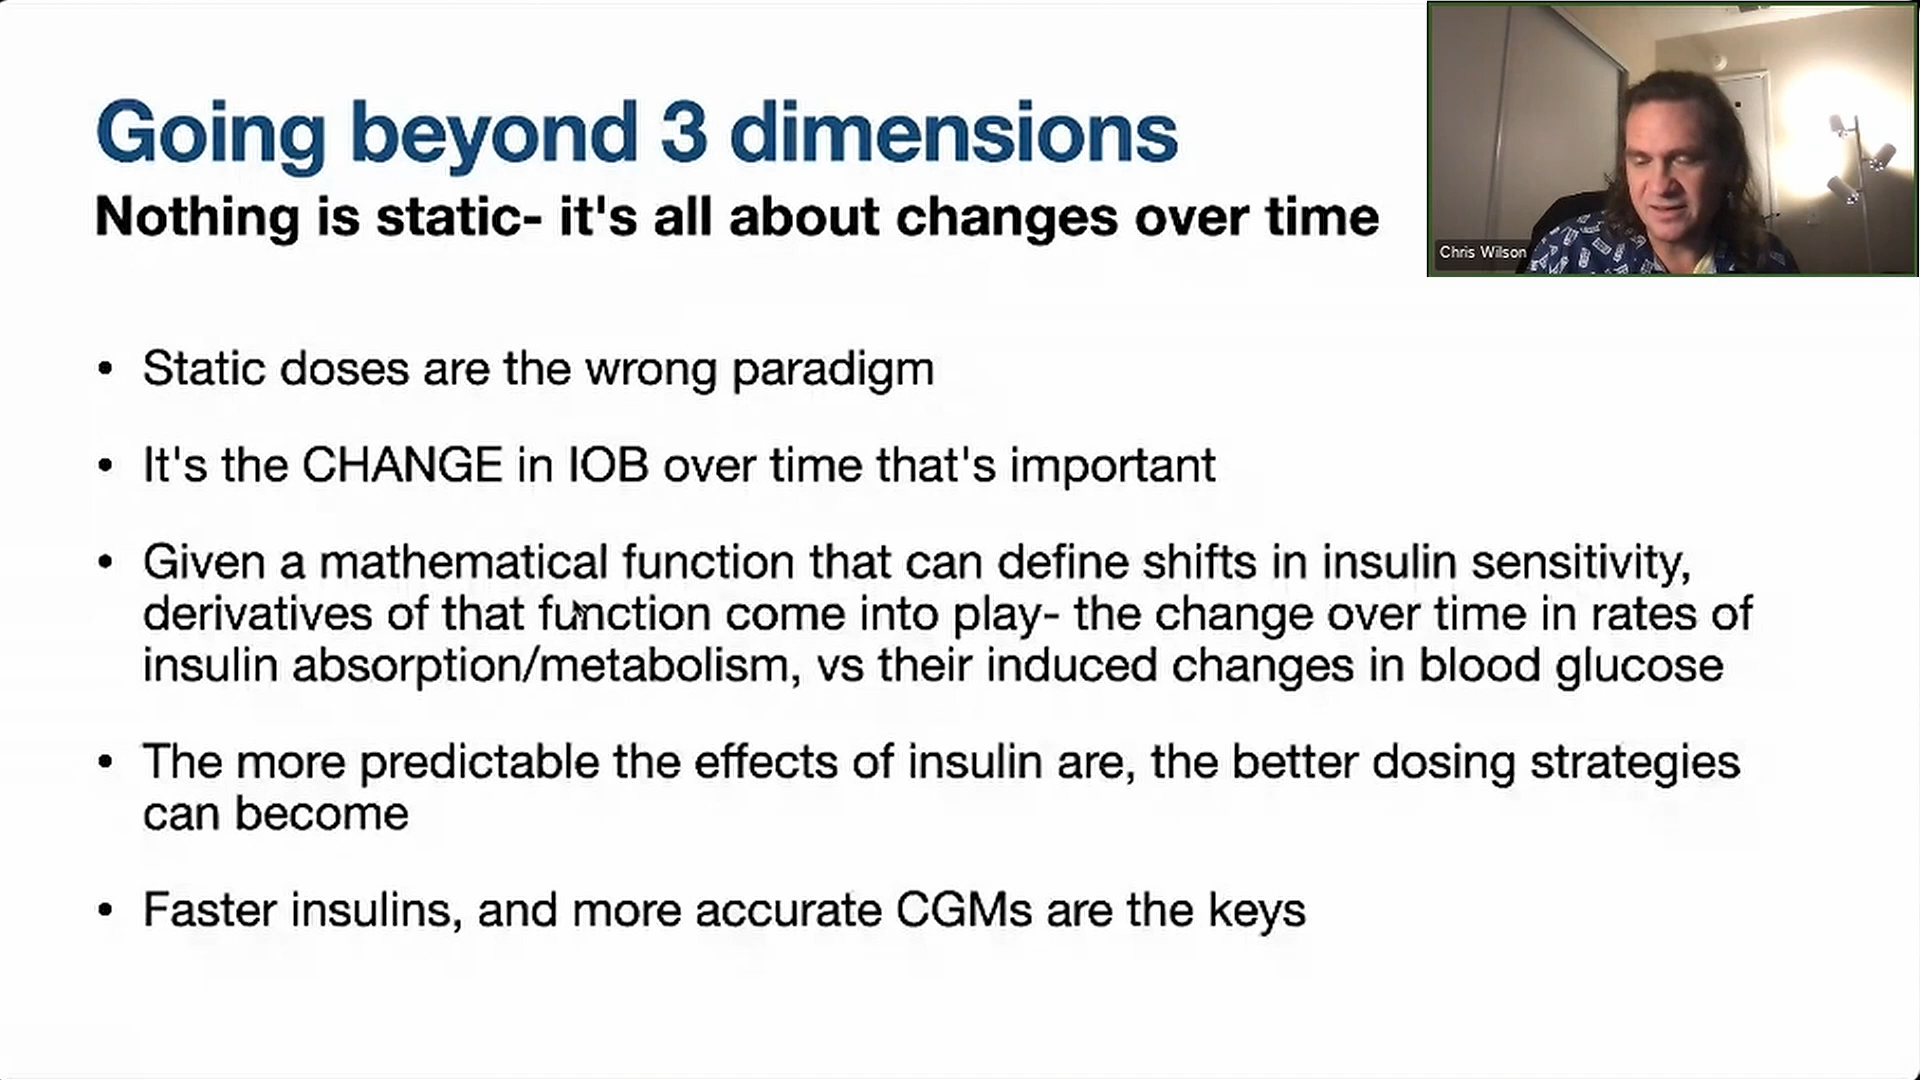 Going beyond 3 dimensions
Nothing is static- it's all about changes over time
Chris Wilson
• Static doses are the wrong paradigm
• It's the CHANGE in IOB over time that's important
• Given a mathematical function that can define shifts in insulin sensitivity,
derivatives of that function come into play- the change over time in rates of
insulin absorption/metabolism, vs their induced changes in blood glucose
• The more predictable the effects of insulin are, the better dosing strategies
can become
• Faster insulins, and more accurate CGMs are the keys